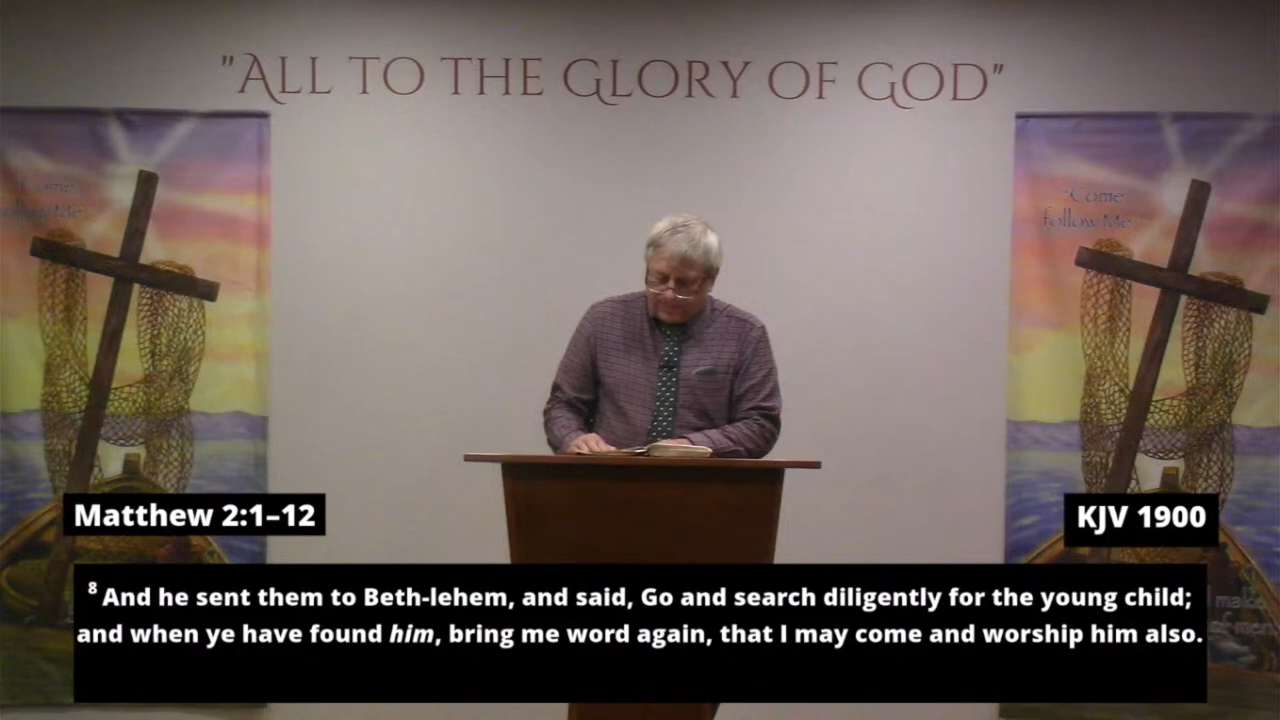 "ALL TO THE GLORY OF GOD"
"Come,
follow Me
Matthew 2:1–12
KJV 1900
⁸ And he sent them to Beth-lehem, and said, Go and search diligently for the young child;
and when ye have found him, bring me word again, that I may come and worship him also.